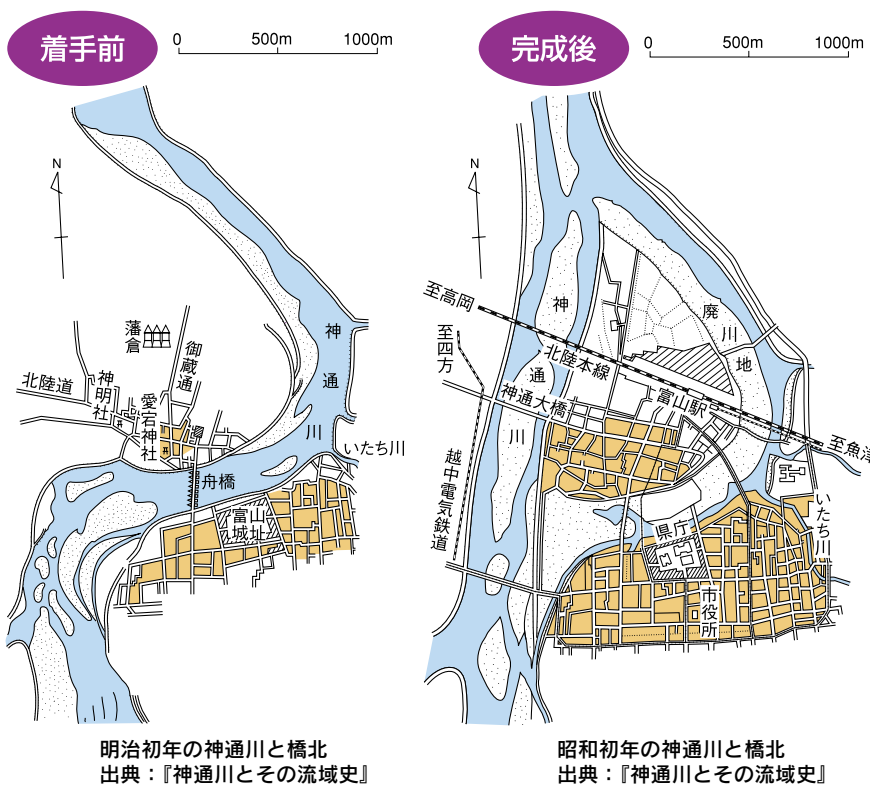 着手前
0 500m 1000m
N
藩倉
御蔵通
北陸道
神明社
愛宕神社
神通川
いたち川
舟橋
富山城址
明治初年の神通川と橋北
出典：『神通川とその流域史』
完成後
0 500m 1000m
N
至高岡
至四方
神通川
北陸本線
神通大橋
富山駅
廃川地
至魚津
越中電気鉄道
県庁
市役所
いたち川
昭和初年の神通川と橋北
出典：『神通川とその流域史』